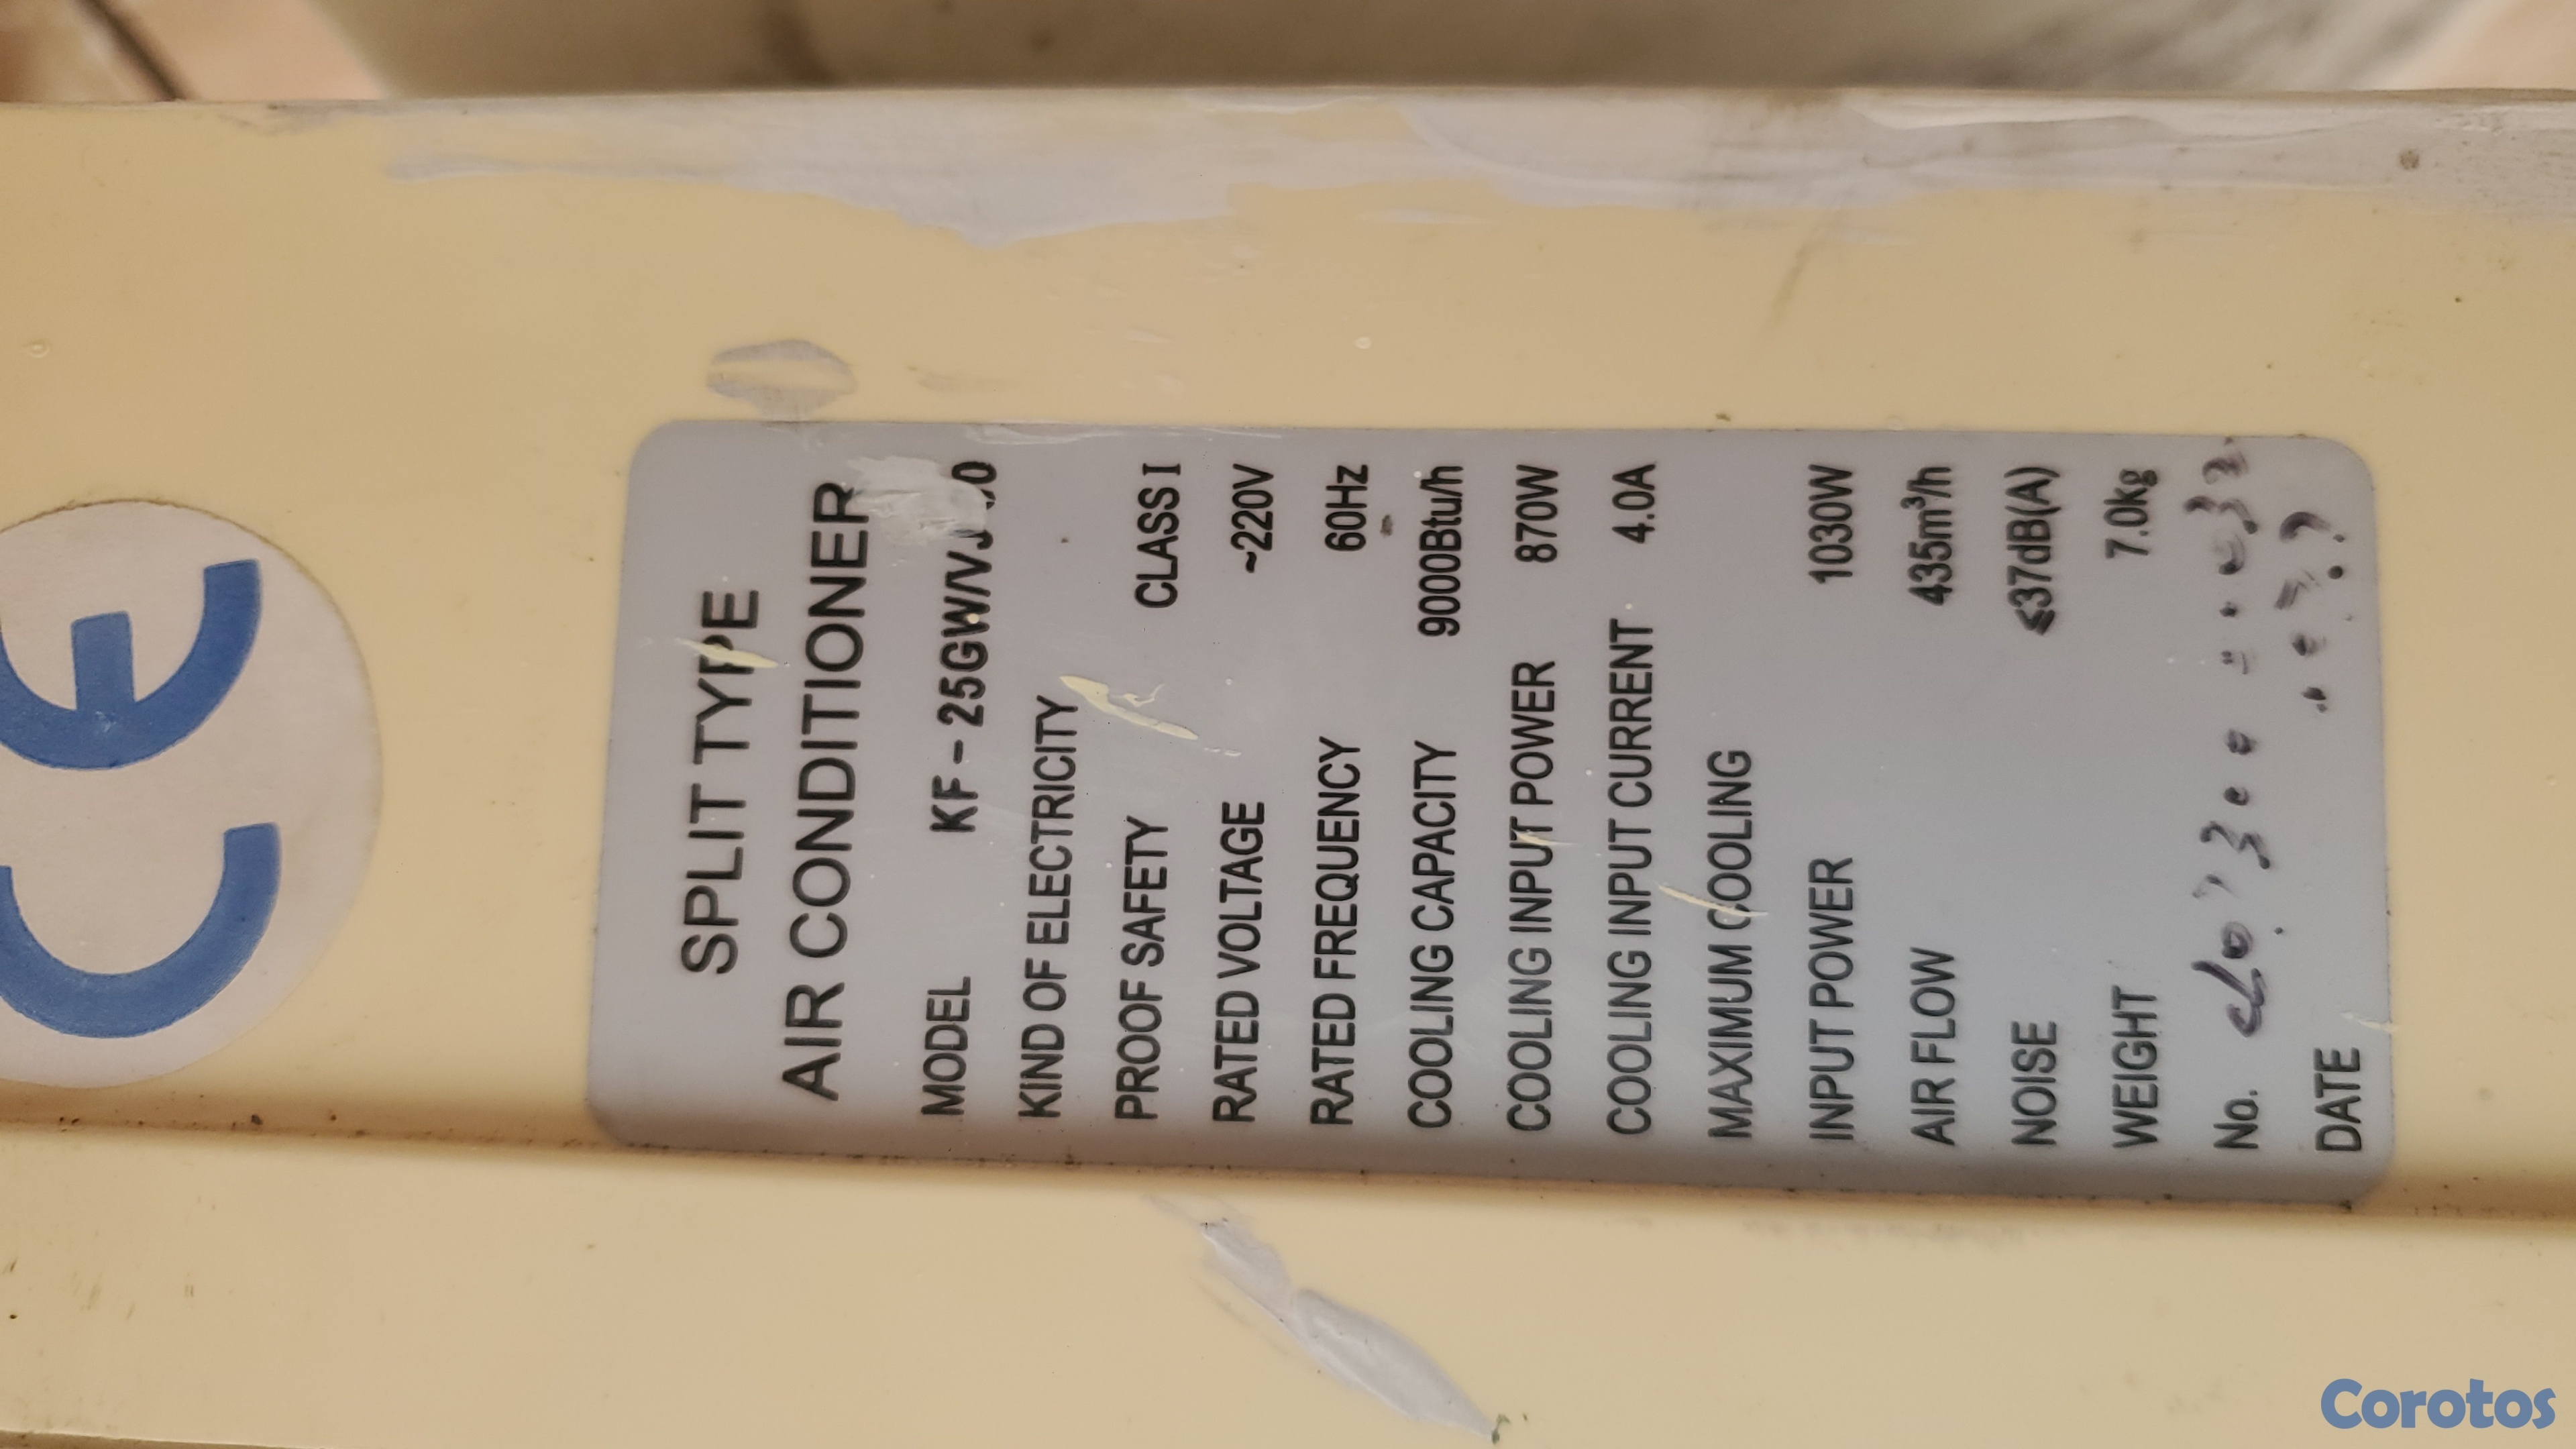 CE
SPLIT TYPE
AIR CONDITIONER
MODEL
KIND OF ELECTRICITY
PROOF SAFETY CLASS I
RATED VOLTAGE ~220V
RATED FREQUENCY 60Hz
COOLING CAPACITY 9000Btu/h
COOLING INPUT POWER 870W
COOLING INPUT CURRENT 4.0A
MAXIMUM COOLING
INPUT POWER 1030W
AIR FLOW 435m³/h
NOISE ≤37dB(A)
WEIGHT 7.0kg
No.
DATE
Corotos